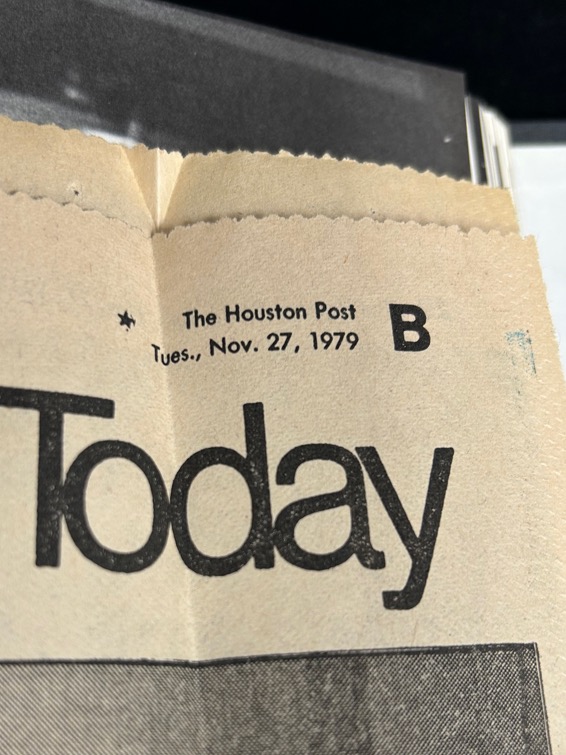 ★ The Houston Post B
Tues., Nov. 27, 1979
Today